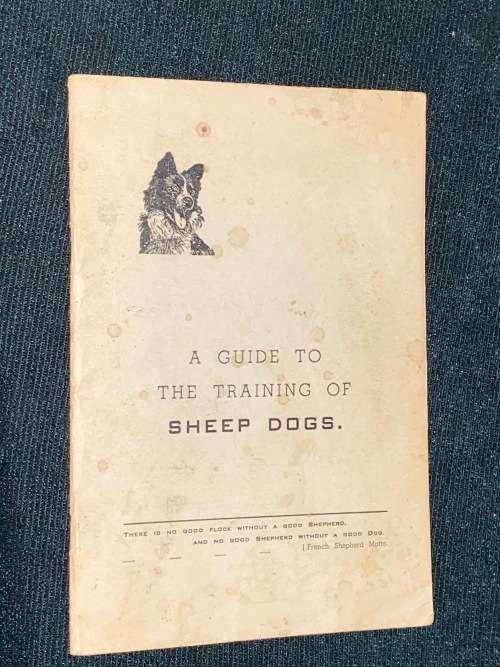 A GUIDE TO
THE TRAINING OF
SHEEP DOGS.
THERE IS NO GOOD FLOCK WITHOUT A GOOD SHEPHERD,
AND NO GOOD SHEPHERD WITHOUT A GOOD DOG.
[French Shepherd Motto.